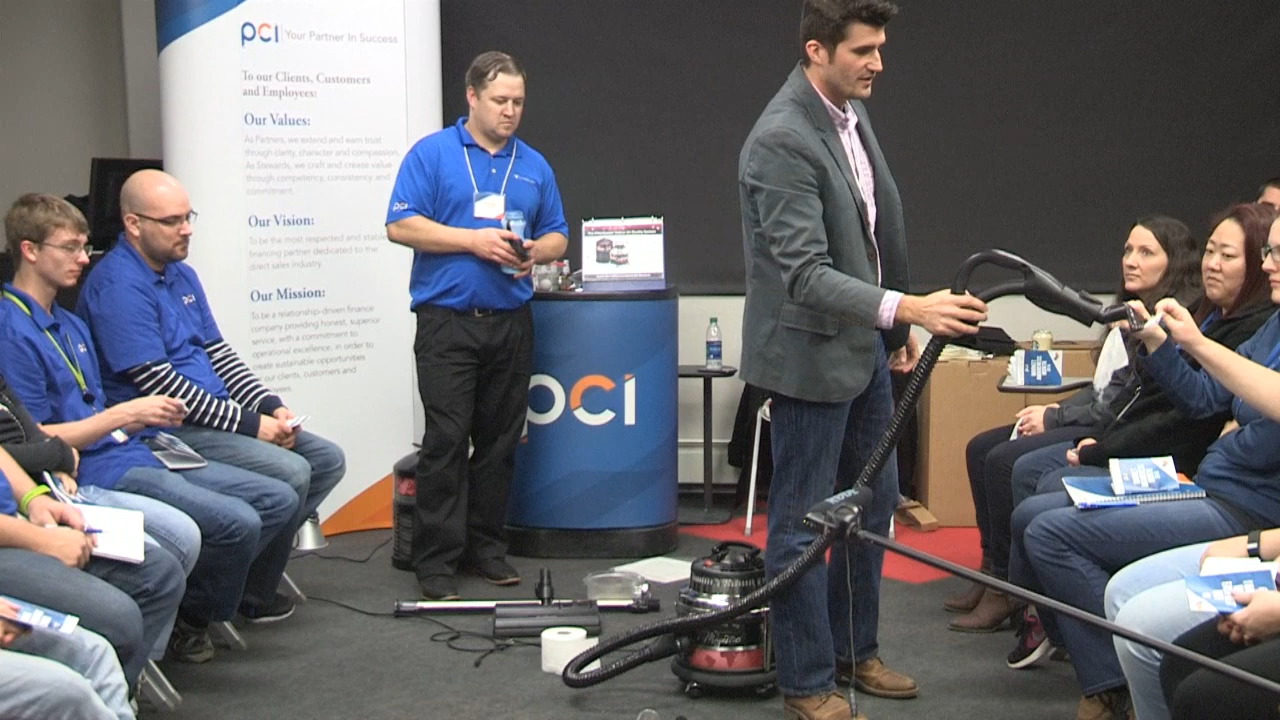 pci Your Partner In Success
To our Clients, Customers
and Employees:
Our Values:
As Partners, we extend and earn trust
through clarity, character and compassion.
As Stewards, we craft and create value
through competency, consistency and
commitment.
Our Vision:
To be the most respected and stable
financing partner dedicated to the
direct sales industry.
Our Mission:
To be a relationship-driven finance
company providing honest, superior
service, with a commitment to
operational excellence, in order to
create sustainable opportunities
our clients, customers and
pci
pci
pci
pci